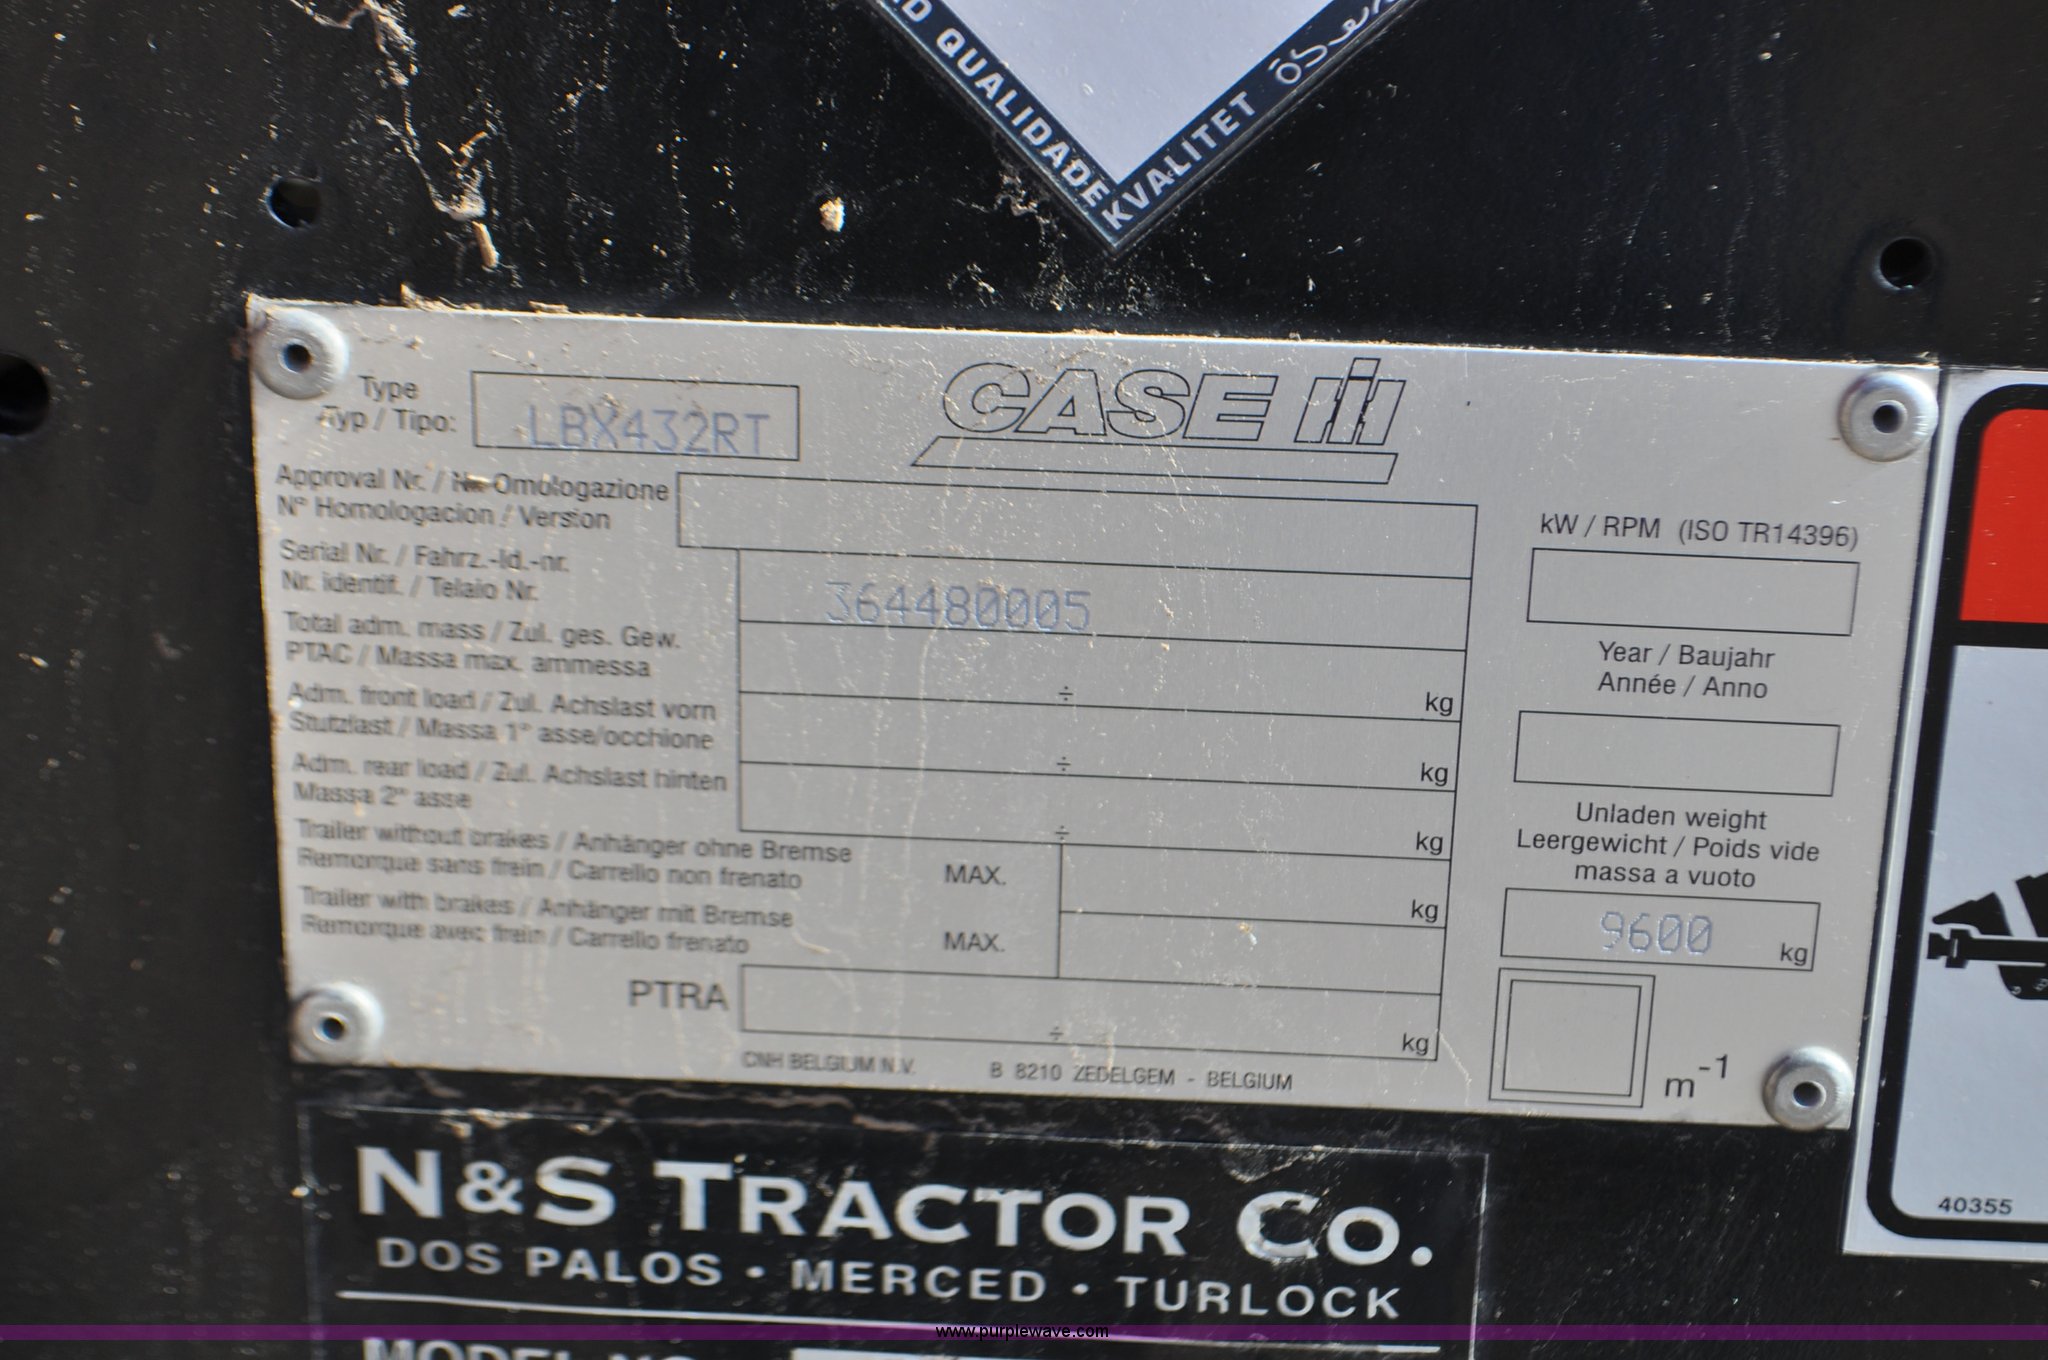 QUALIDADE
KVALITET
Type
Typ / Tipo:
LBX432RT
CASE IH
Approval Nr. / Nr. Omologazione
N° Homologacion / Version
Serial Nr. / Fahrz.-Id.-nr.
Nr. identif. / Telaio Nr.
364480005
Total adm. mass / Zul. ges. Gew.
PTAC / Massa max. ammessa
÷ kg
Adm. front load / Zul. Achslast vorn
Stutzlast / Massa 1° asse/occhione
÷ kg
Adm. rear load / Zul. Achslast hinten
Massa 2° asse
÷ kg
Trailer without brakes / Anhänger ohne Bremse
Remorque sans frein / Carrello non frenato
MAX. kg
Trailer with brakes / Anhänger mit Bremse
Remorque avec frein / Carrello frenato
MAX.
PTRA ÷ kg
CNH BELGIUM N.V. B 8210 ZEDELGEM - BELGIUM
kW / RPM (ISO TR14396)
Year / Baujahr
Année / Anno
Unladen weight
Leergewicht / Poids vide
massa a vuoto
9600 kg
m-1
40355
N&S TRACTOR CO.
DOS PALOS • MERCED • TURLOCK
MODEL NO.
www.purplewave.com